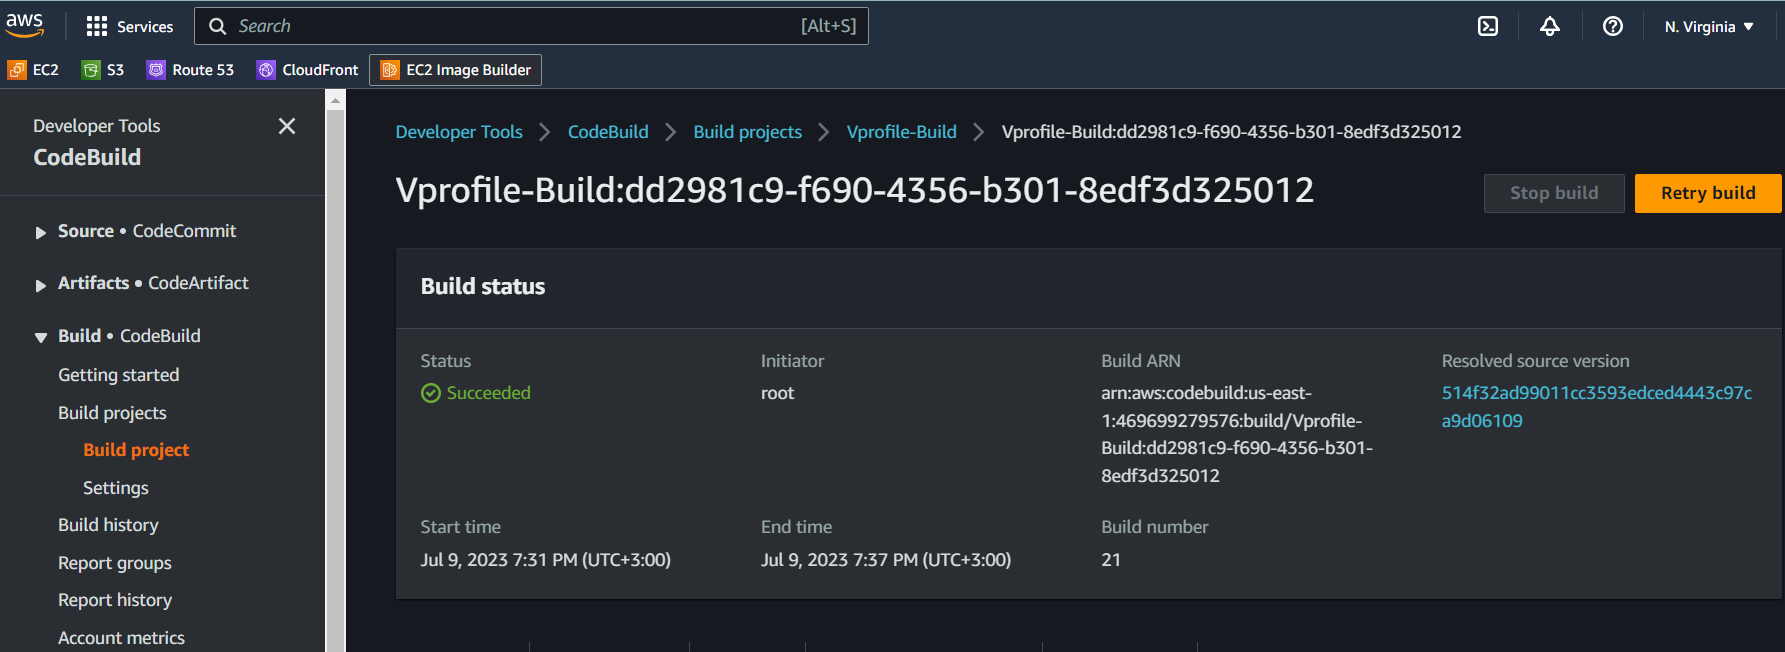 aws
Services
Search
[Alt+S]
N. Virginia
EC2
S3
Route 53
CloudFront
EC2 Image Builder
Developer Tools
CodeBuild
Source • CodeCommit
Artifacts • CodeArtifact
Build • CodeBuild
Getting started
Build projects
Build project
Settings
Build history
Report groups
Report history
Account metrics
Developer Tools
CodeBuild
Build projects
Vprofile-Build
Vprofile-Build:dd2981c9-f690-4356-b301-8edf3d325012
Vprofile-Build:dd2981c9-f690-4356-b301-8edf3d325012
Stop build
Retry build
Build status
Status
Succeeded
Initiator
root
Build ARN
arn:aws:codebuild:us-east-
1:469699279576:build/Vprofile-
Build:dd2981c9-f690-4356-b301-
8edf3d325012
Resolved source version
514f32ad99011cc3593edced4443c97c
a9d06109
Start time
Jul 9, 2023 7:31 PM (UTC+3:00)
End time
Jul 9, 2023 7:37 PM (UTC+3:00)
Build number
21